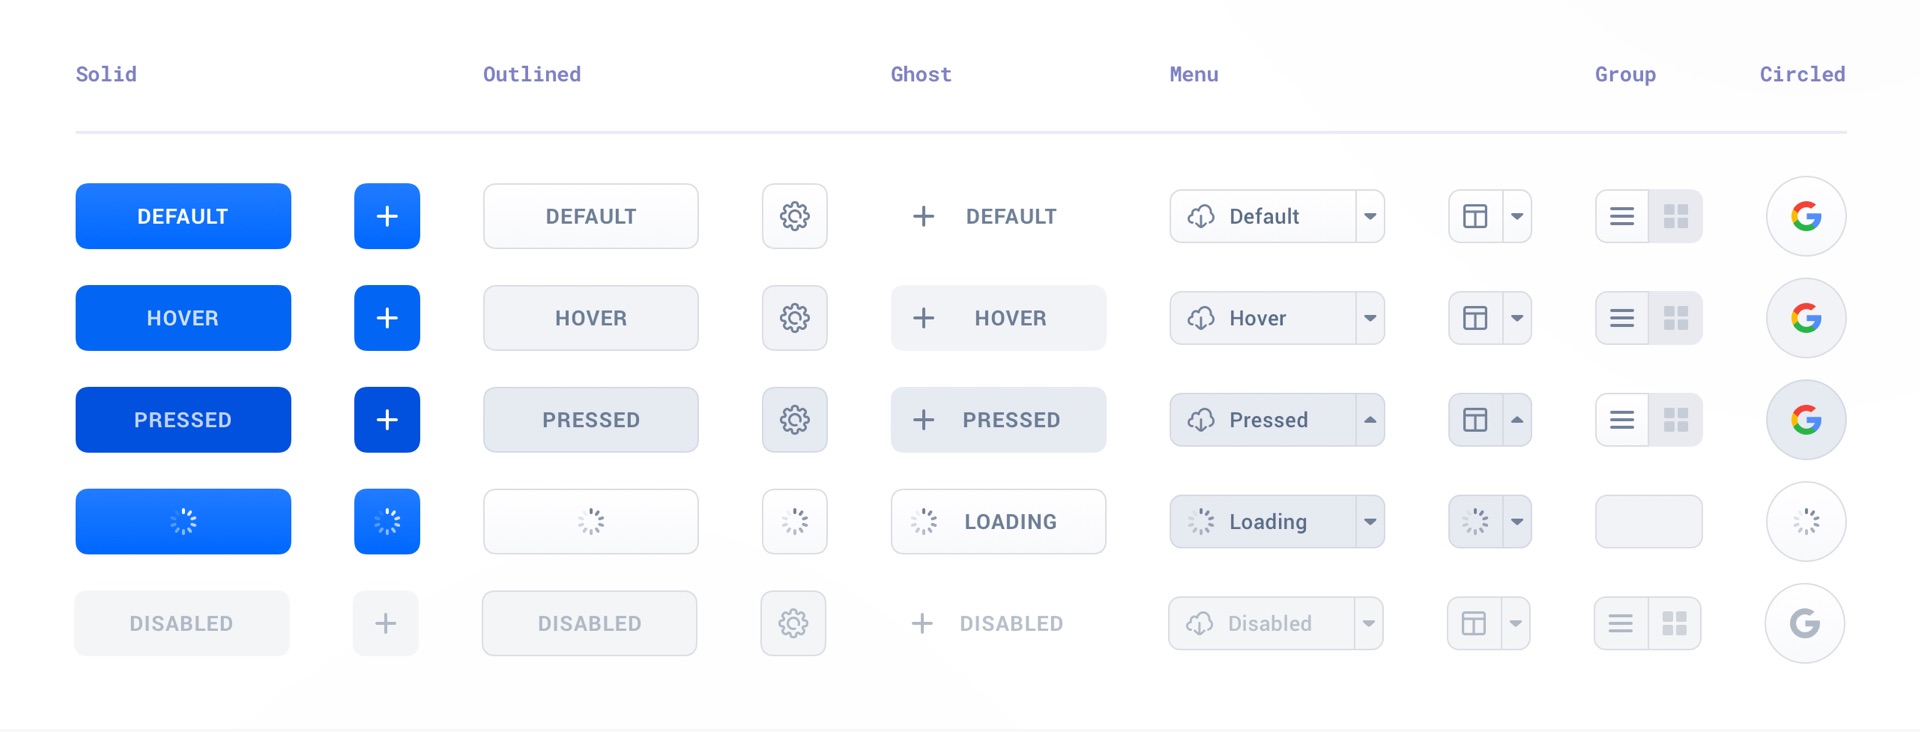 Solid Outlined Ghost Menu Group Circled
DEFAULT DEFAULT DEFAULT Default
HOVER HOVER HOVER Hover
PRESSED PRESSED PRESSED Pressed
LOADING Loading
DISABLED DISABLED DISABLED Disabled